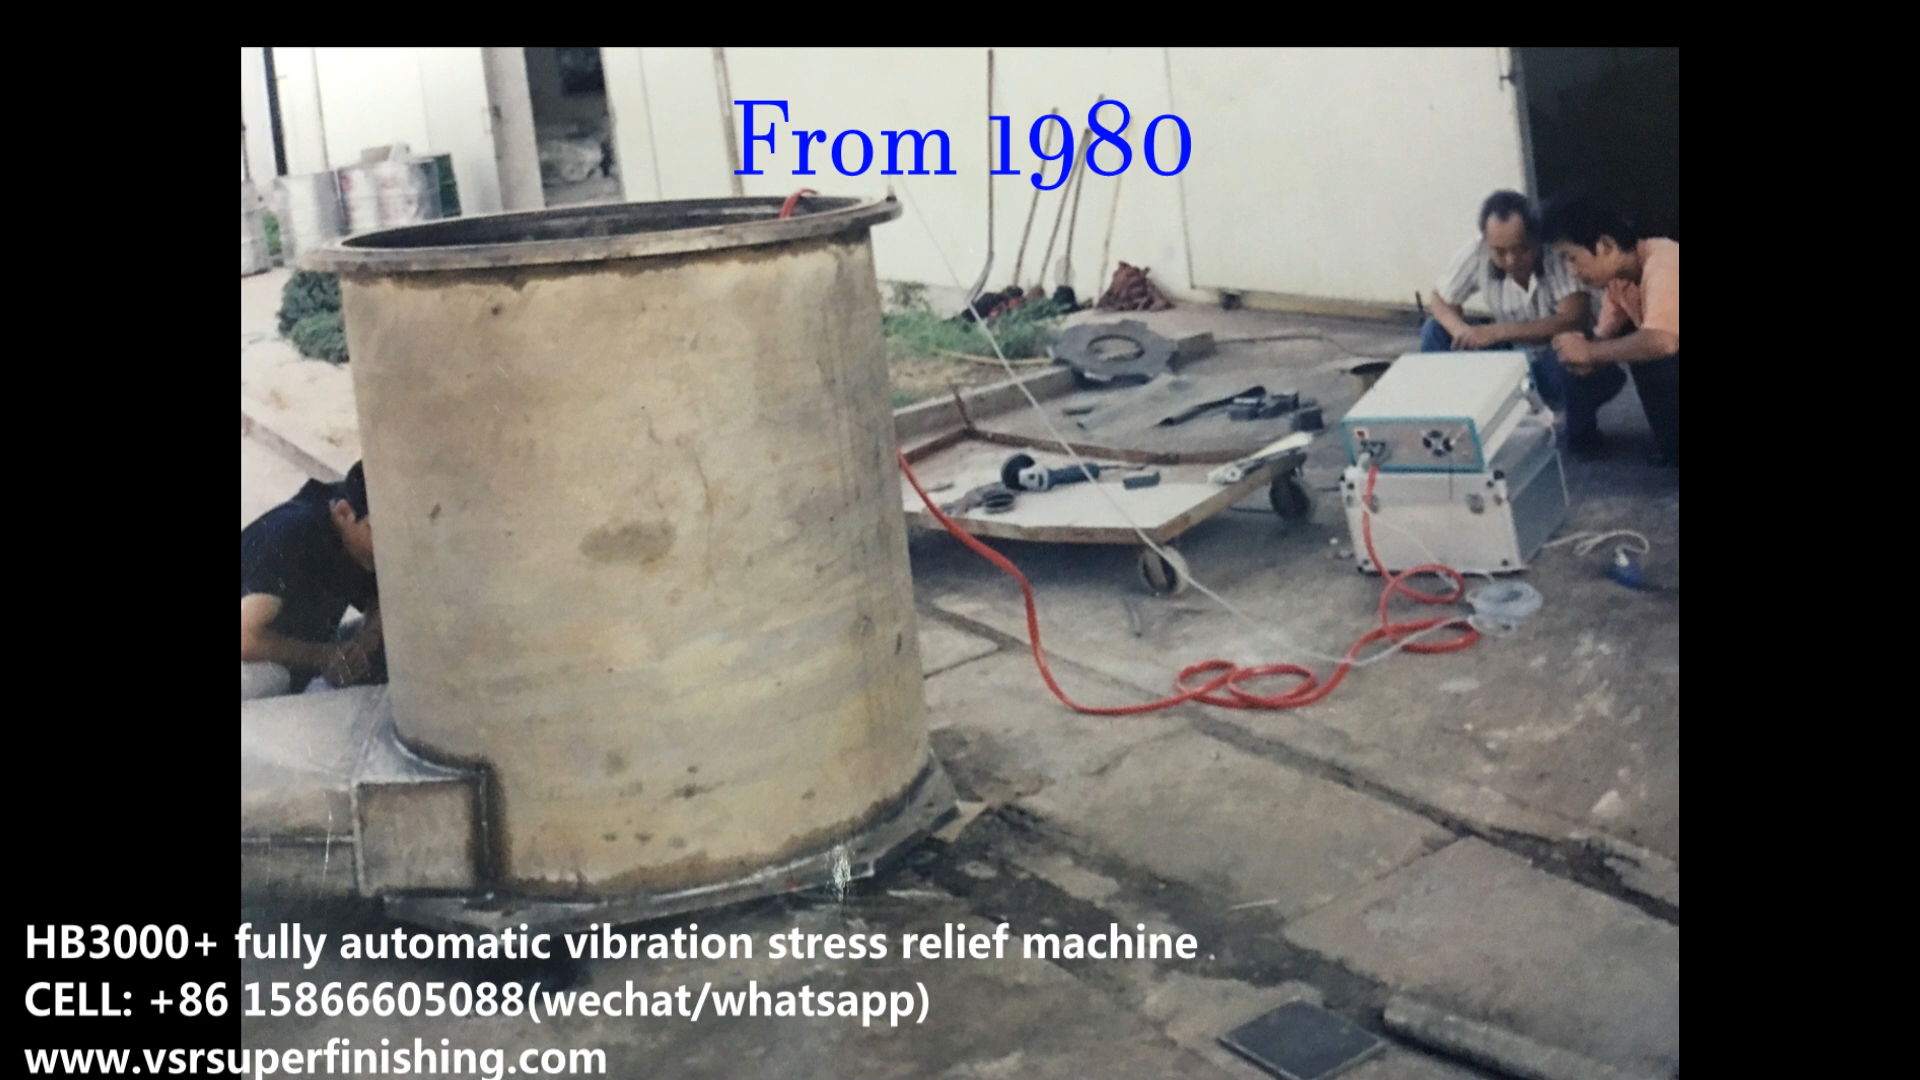 From 1980
HB3000+ fully automatic vibration stress relief machine
CELL: +86 15866605088(wechat/whatsapp)
www.vsrsuperfinishing.com